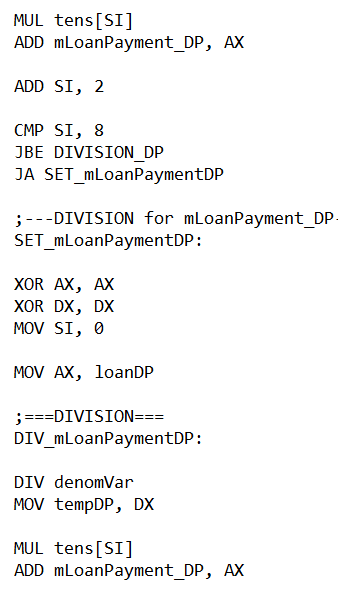 MUL tens[SI]
ADD mLoanPayment_DP, AX
ADD SI, 2
CMP SI, 8
JBE DIVISION_DP
JA SET_mLoanPaymentDP
;---DIVISION for mLoanPayment_DP-
SET_mLoanPaymentDP:
XOR AX, AX
XOR DX, DX
MOV SI, 0
MOV AX, loanDP
;===DIVISION===
DIV_mLoanPaymentDP:
DIV denomVar
MOV tempDP, DX
MUL tens[SI]
ADD mLoanPayment_DP, AX